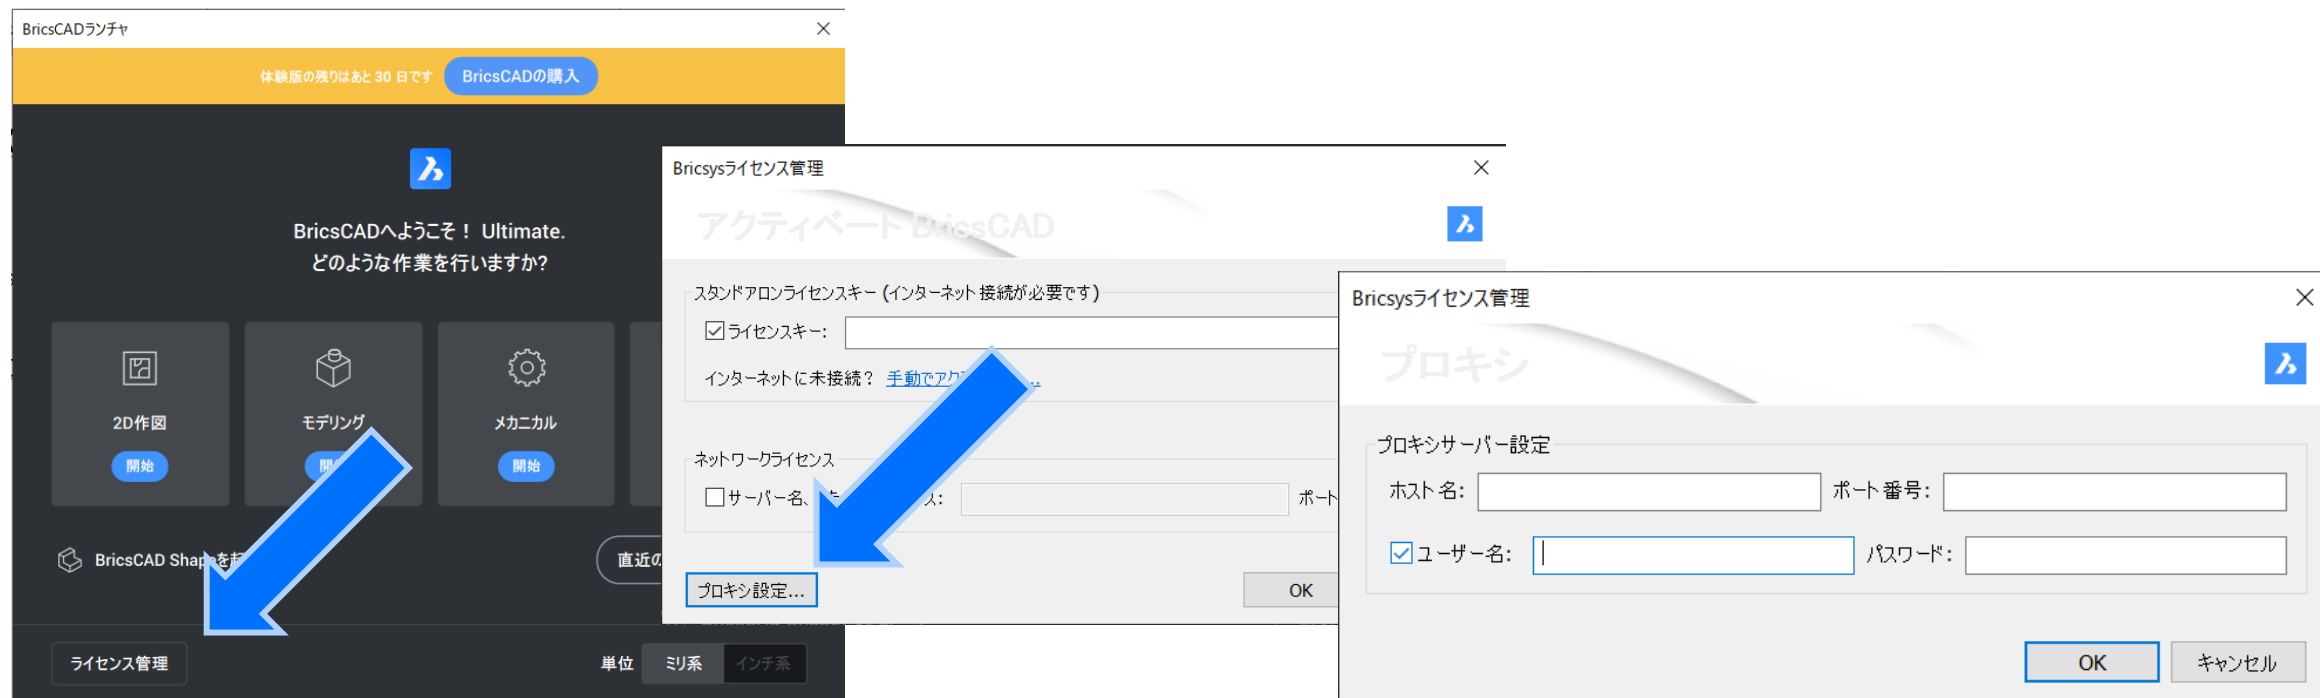 BricsCADランチャ
体験版の残りはあと 30 日です
BricsCADの購入
BricsCADへようこそ！ Ultimate.
どのような作業を行いますか?
2D作図
開始
モデリング
メカニカル
開始
BricsCAD
直近の
ライセンス管理
単位
ミリ系
インチ系
Bricsysライセンス管理
アクティベート BricsCAD
スタンドアロンライセンスキー (インターネット接続が必要です)
ライセンスキー:
インターネットに未接続？ 手動で
ネットワークライセンス
サーバー名、
ポート
プロキシ設定...
OK
Bricsysライセンス管理
プロキシ
プロキシサーバー設定
ホスト名:
ポート番号:
ユーザー名:
パスワード:
OK
キャンセル